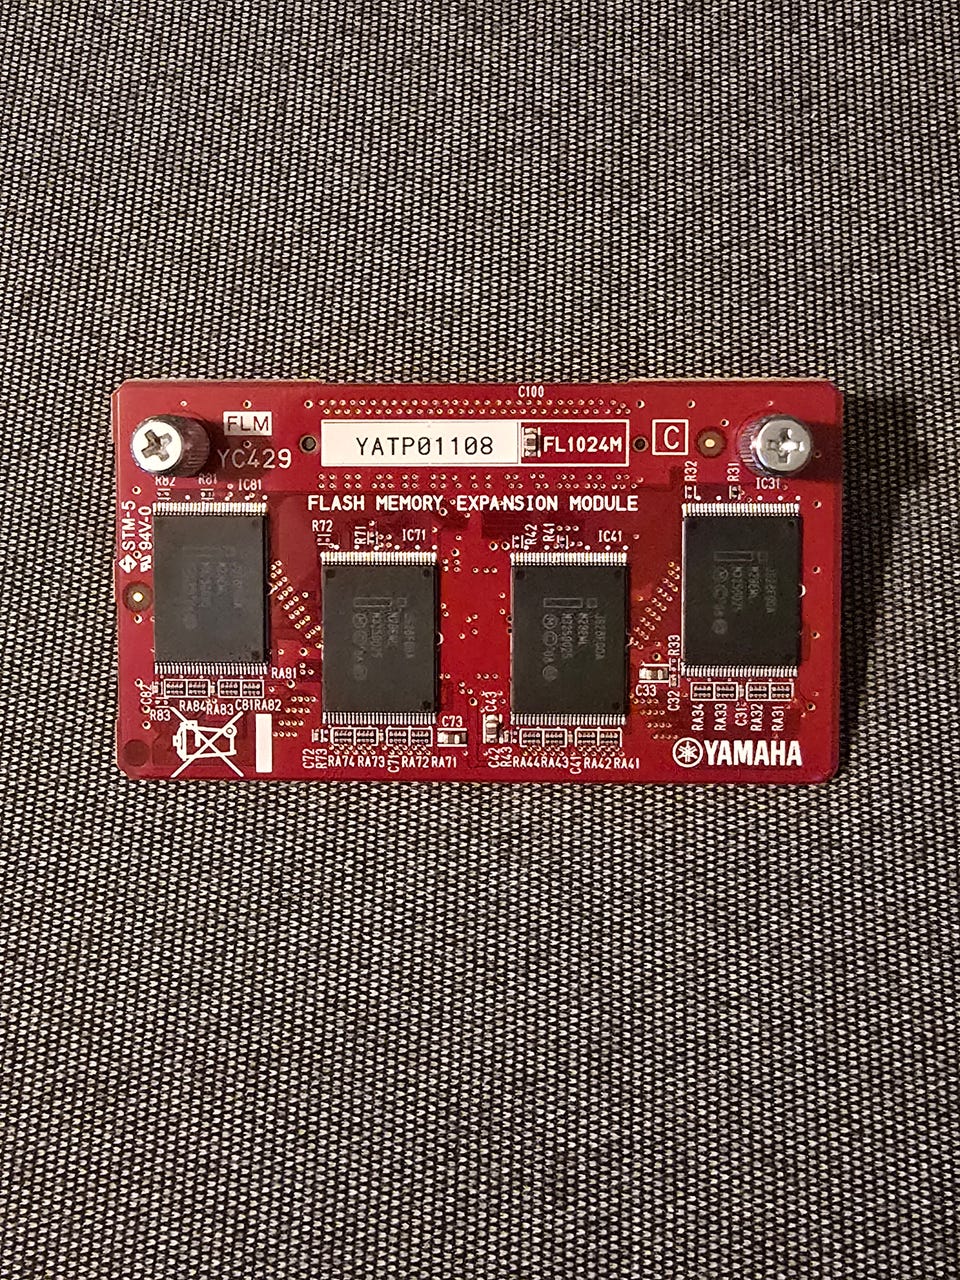 C100
FLM
YATP01108
FL1024M
C
YC429
FLASH MEMORY EXPANSION MODULE
R82
R81
IC81
R72
R71
IC71
R42
R41
IC41
R32
R31
IC31
STM-5
94V-0
RA81
R83
RA84
RA83
C81
RA82
C72
R73
RA74
RA73
C71
RA72
RA71
C73
C43
C42
R43
RA44
RA43
C41
RA42
RA41
C33
C32
R33
RA34
RA33
C31
RA32
RA31
YAMAHA